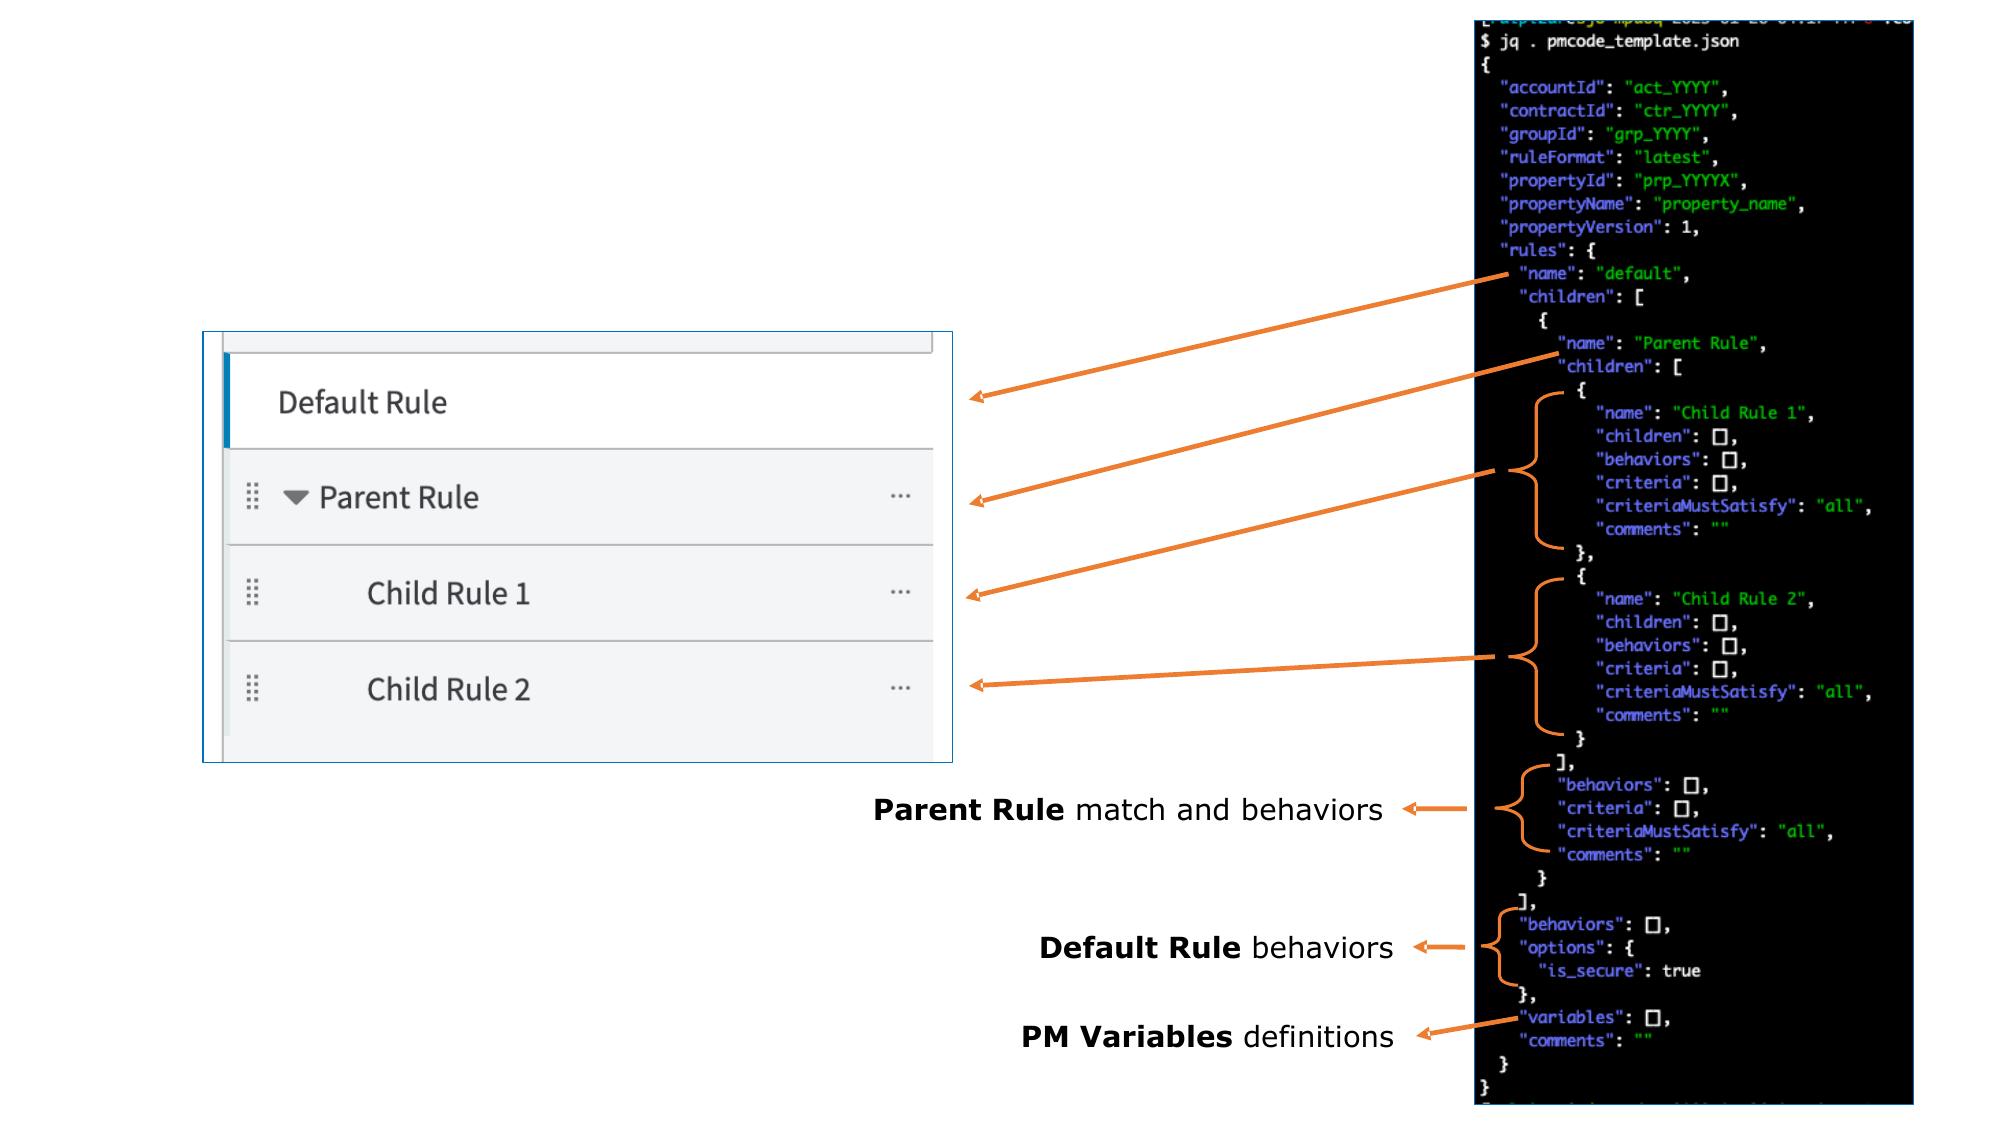 Default Rule
Parent Rule
Child Rule 1
Child Rule 2
Parent Rule match and behaviors
Default Rule behaviors
PM Variables definitions
$ jq . pmcode_template.json
{
"accountId": "act_YYYY",
"contractId": "ctr_YYYY",
"groupId": "grp_YYYY",
"ruleFormat": "latest",
"propertyId": "prp_YYYYX",
"propertyName": "property_name",
"propertyVersion": 1,
"rules": {
"name": "default",
"children": [
{
"name": "Parent Rule",
"children": [
{
"name": "Child Rule 1",
"children": [],
"behaviors": [],
"criteria": [],
"criteriaMustSatisfy": "all",
"comments": ""
},
{
"name": "Child Rule 2",
"children": [],
"behaviors": [],
"criteria": [],
"criteriaMustSatisfy": "all",
"comments": ""
}
],
"behaviors": [],
"criteria": [],
"criteriaMustSatisfy": "all",
"comments": ""
}
],
"behaviors": [],
"options": {
"is_secure": true
},
"variables": [],
"comments": ""
}
}